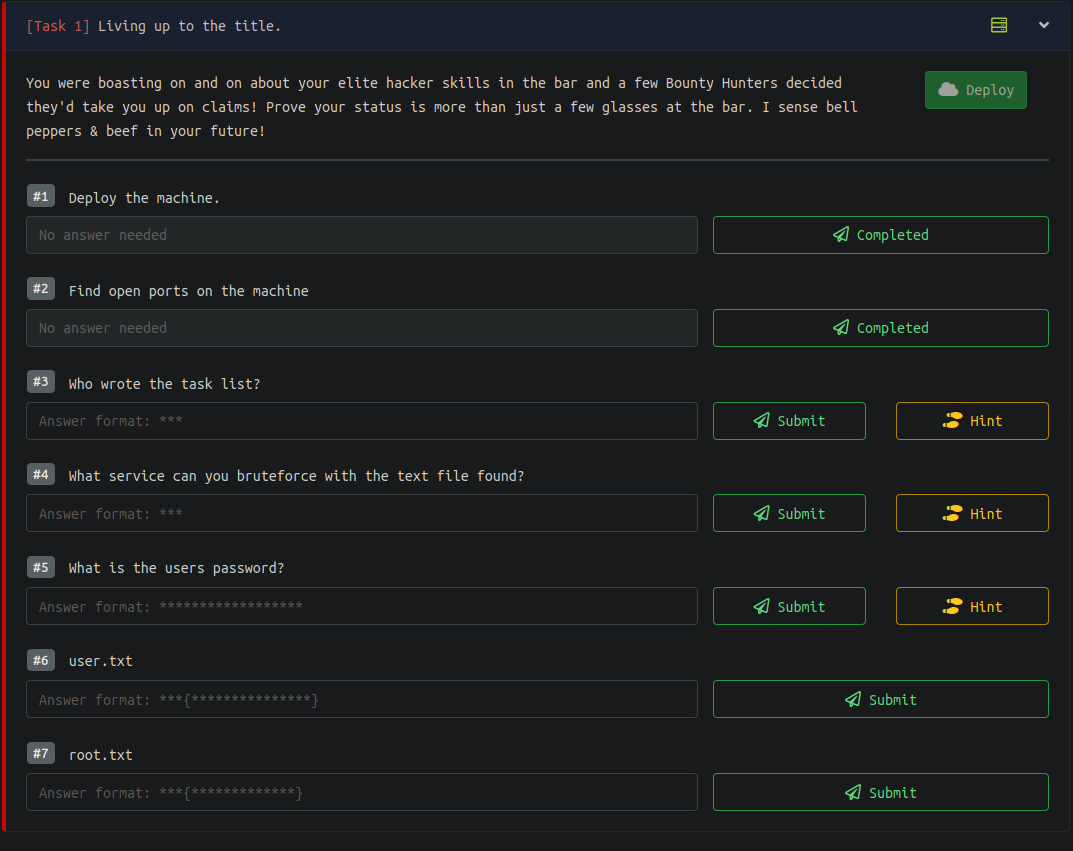 [Task 1] Living up to the title.
You were boasting on and on about your elite hacker skills in the bar and a few Bounty Hunters decided
they'd take you up on claims! Prove your status is more than just a few glasses at the bar. I sense bell
peppers & beef in your future!
Deploy
#1 Deploy the machine.
No answer needed
Completed
#2 Find open ports on the machine
No answer needed
Completed
#3 Who wrote the task list?
Answer format: ***
Submit
Hint
#4 What service can you bruteforce with the text file found?
Answer format: ***
Submit
Hint
#5 What is the users password?
Answer format: ******************
Submit
Hint
#6 user.txt
Answer format: ***{***************}
Submit
#7 root.txt
Answer format: ***{*************}
Submit